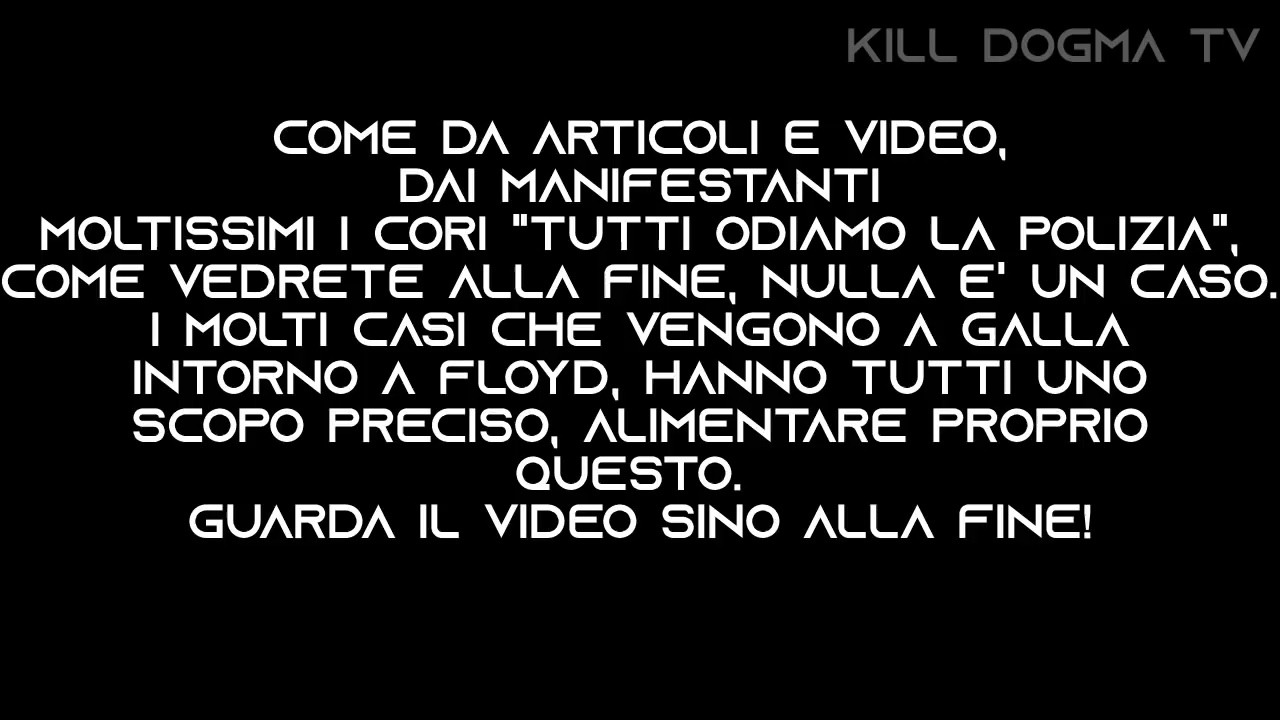 KILL DOGMA TV
COME DA ARTICOLI E VIDEO,
DAI MANIFESTANTI
MOLTISSIMI I CORI "TUTTI ODIAMO LA POLIZIA",
COME VEDRETE ALLA FINE, NULLA E' UN CASO.
I MOLTI CASI CHE VENGONO A GALLA
INTORNO A FLOYD, HANNO TUTTI UNO
SCOPO PRECISO, ALIMENTARE PROPRIO
QUESTO.
GUARDA IL VIDEO SINO ALLA FINE!